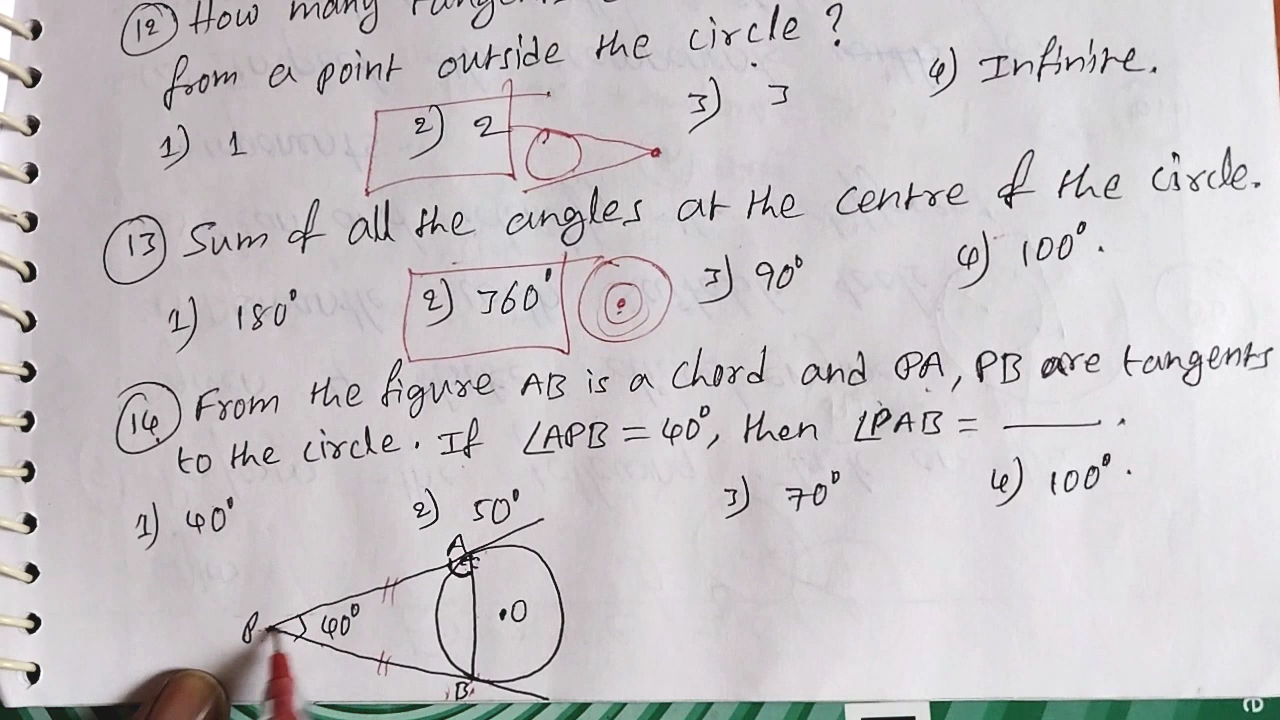 (12) How many
from a point outside the circle ?
1) 1 2) 2 3) 3 4) Infinite.
(13) Sum of all the angles at the centre of the circle.
1) 180° 2) 360° 3) 90° 4) 100°.
(14) From the figure AB is a chord and PA, PB are tangents
to the circle. If ∠APB = 40°, then ∠PAB = ____.
1) 40° 2) 50° 3) 70° 4) 100°.
A
P 40° .O
B